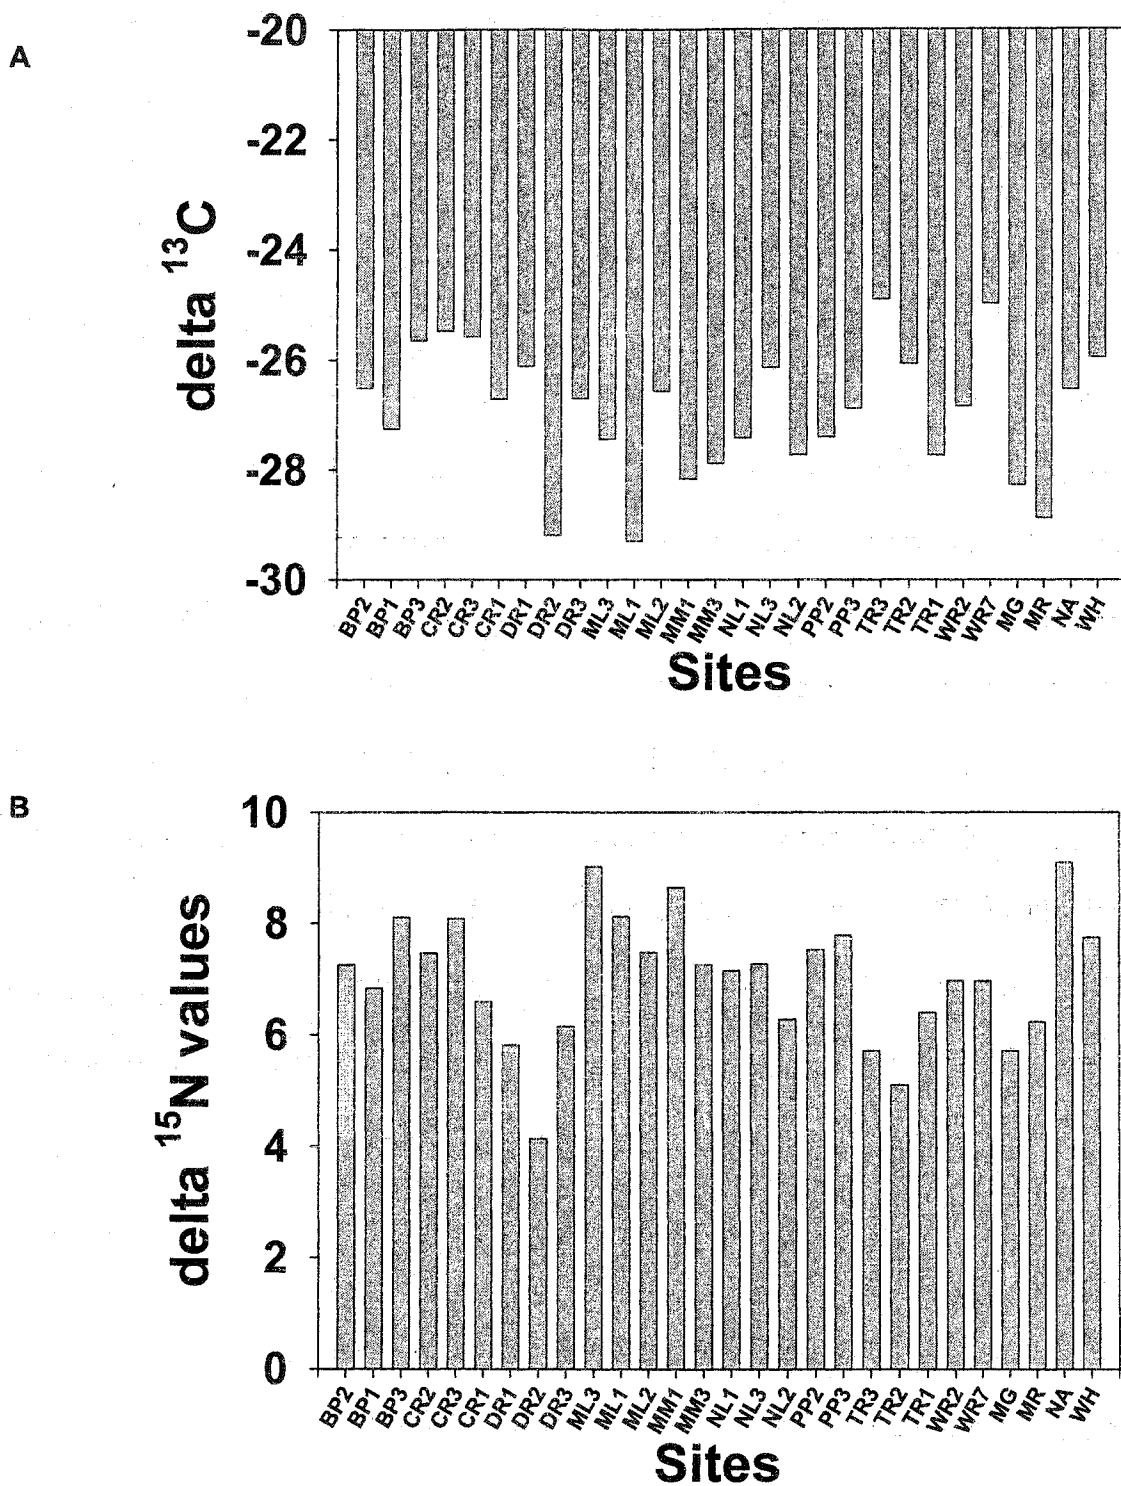 A
-20
-22
-24
-26
-28
-30
delta ¹³C
BP2 BP1 BP3 CR2 CR3 CR1 DR1 DR2 DR3 ML3 ML1 ML2 MM1 MM3 NL1 NL3 NL2 PP2 PP3 TR3 TR2 TR1 WR2 WR7 MG MR NA WH
Sites
B
10
8
6
4
2
0
delta ¹⁵N values
BP2 BP1 BP3 CR2 CR3 CR1 DR1 DR2 DR3 ML3 ML1 ML2 MM1 MM3 NL1 NL3 NL2 PP2 PP3 TR3 TR2 TR1 WR2 WR7 MG MR NA WH
Sites